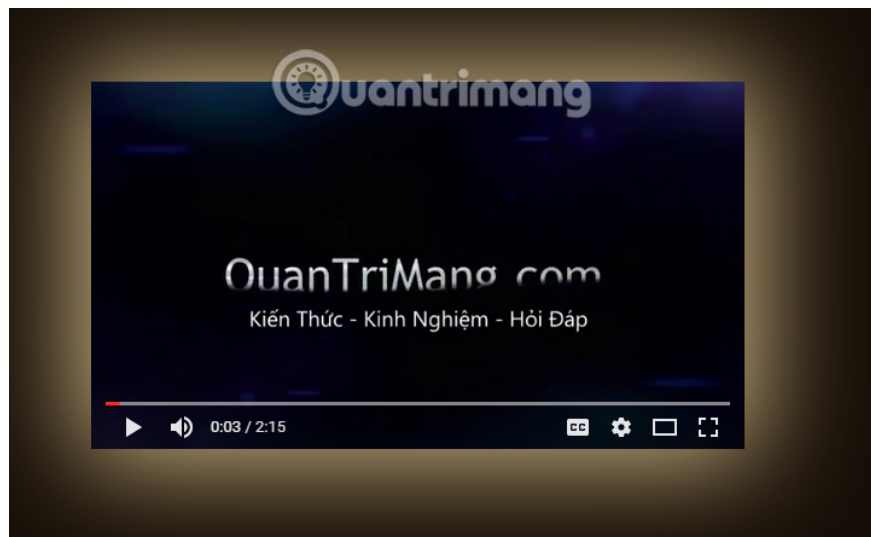 Quantrimang
QuanTriMang.com
Kiến Thức - Kinh Nghiệm - Hỏi Đáp
0:03 / 2:15
CC